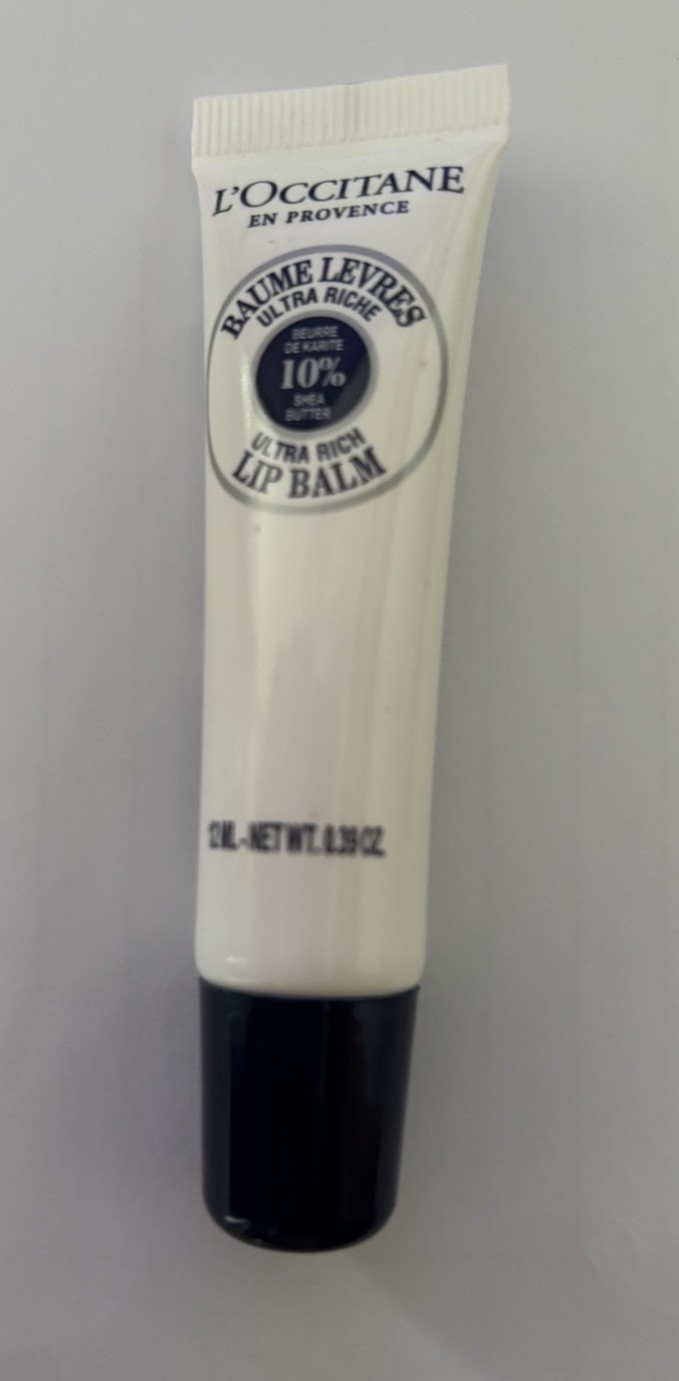 L'OCCITANE
EN PROVENCE
BAUME LEVRES
ULTRA RICHE
BEURRE
DE KARITE
10%
SHEA
BUTTER
ULTRA RICH
LIP BALM
12 ML - NET WT. 0.39 OZ.